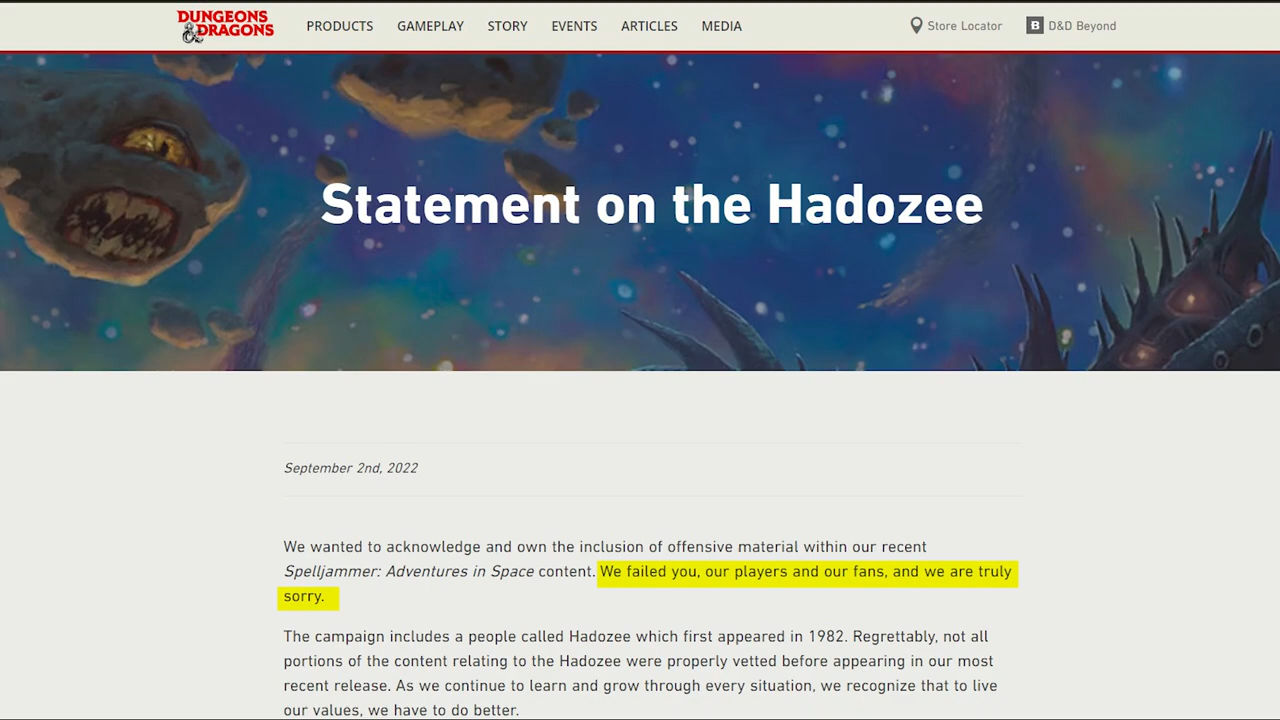 DUNGEONS & DRAGONS
PRODUCTS GAMEPLAY STORY EVENTS ARTICLES MEDIA
Store Locator
B D&D Beyond
Statement on the Hadozee
September 2nd, 2022
We wanted to acknowledge and own the inclusion of offensive material within our recent
Spelljammer: Adventures in Space content. We failed you, our players and our fans, and we are truly
sorry.
The campaign includes a people called Hadozee which first appeared in 1982. Regrettably, not all
portions of the content relating to the Hadozee were properly vetted before appearing in our most
recent release. As we continue to learn and grow through every situation, we recognize that to live
our values, we have to do better.